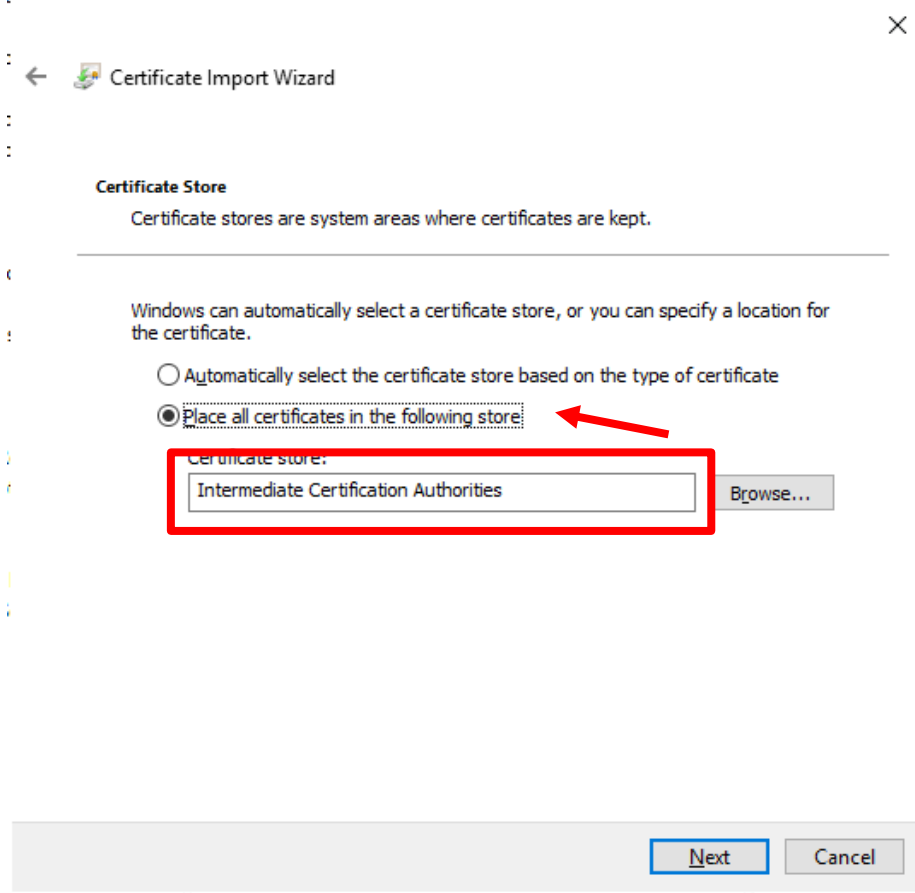 Certificate Import Wizard
Certificate Store
Certificate stores are system areas where certificates are kept.
Windows can automatically select a certificate store, or you can specify a location for
the certificate.
Automatically select the certificate store based on the type of certificate
Place all certificates in the following store
Certificate store:
Intermediate Certification Authorities
Browse...
Next
Cancel